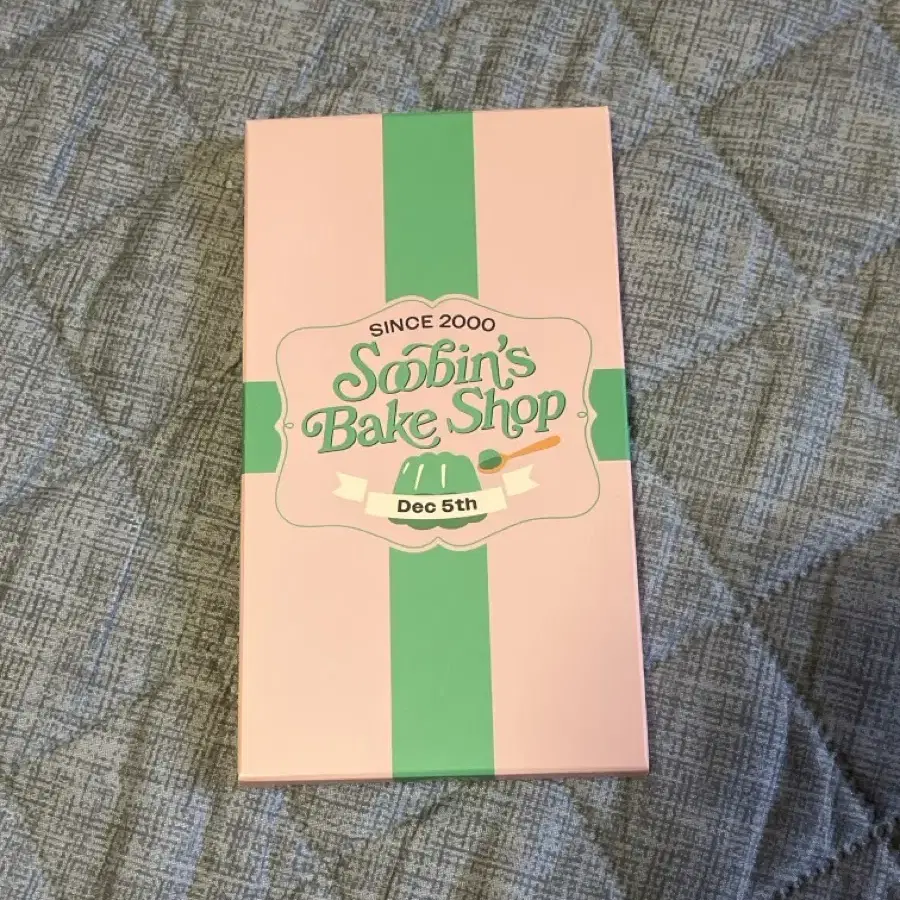 SINCE 2000
Soobin's
Bake Shop
Dec 5th